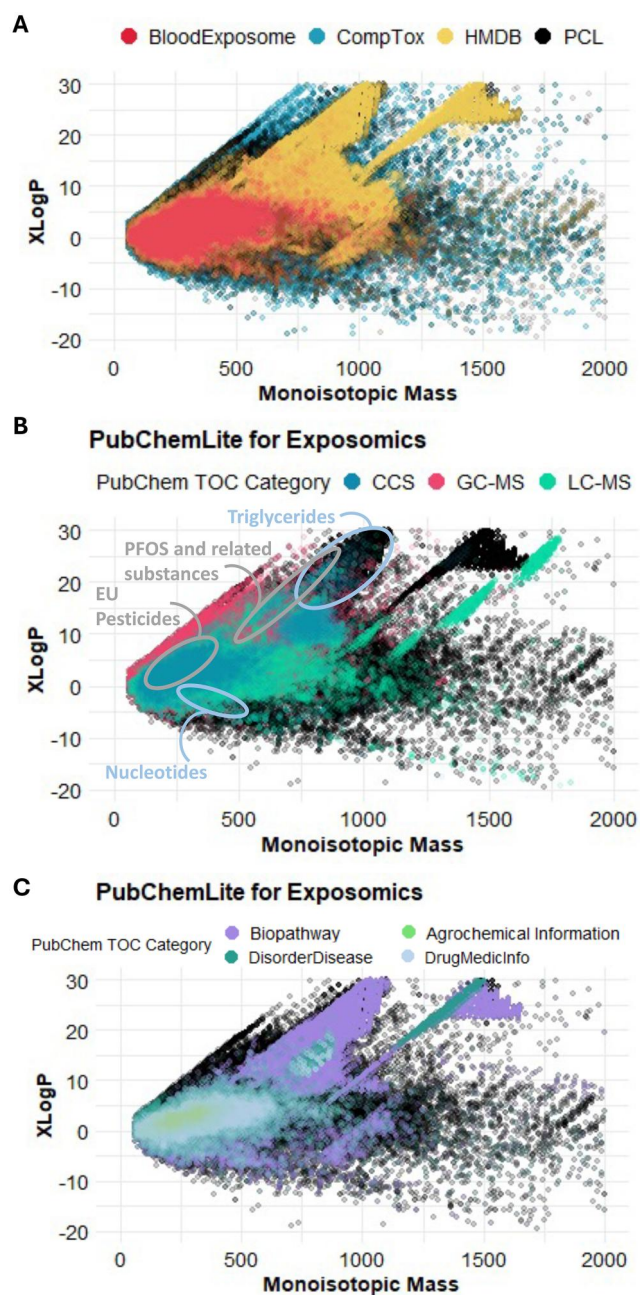 A
BloodExposome CompTox HMDB PCL
30
20
10
0
-10
-20
XLogP
0 500 1000 1500 2000
Monoisotopic Mass
B
PubChemLite for Exposomics
PubChem TOC Category CCS GC-MS LC-MS
Triglycerides
PFOS and related
substances
EU
Pesticides
Nucleotides
30
20
10
0
-10
-20
XLogP
0 500 1000 1500 2000
Monoisotopic Mass
C
PubChemLite for Exposomics
PubChem TOC Category
Biopathway Agrochemical Information
DisorderDisease DrugMedicInfo
30
20
10
0
-10
-20
XLogP
0 500 1000 1500 2000
Monoisotopic Mass